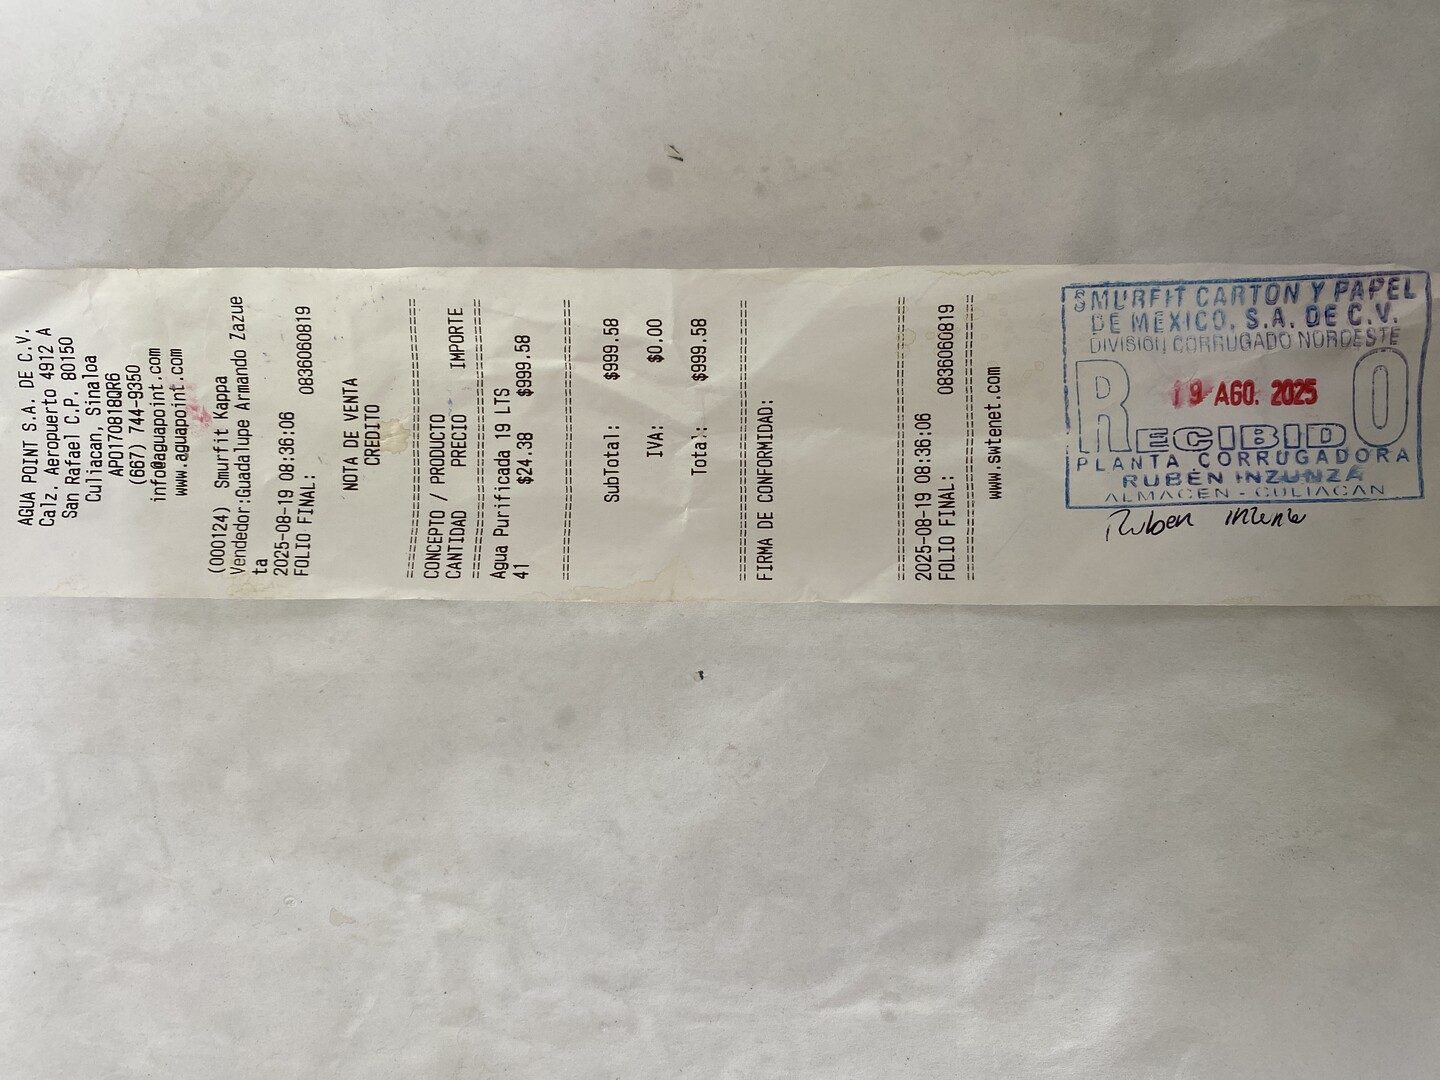 AGUA POINT S.A. DE C.V.
Calz. Aeropuerto 4912 A
San Rafael C.P. 80150
Culiacan, Sinaloa
APO170818QR6
(667) 744-9350
info@aguapoint.com
www.aguapoint.com
(000124) Smurfit Kappa
Vendedor:Guadalupe Armando Zazue
ta
2025-08-19 08:36:06
FOLIO FINAL: 0836060819
NOTA DE VENTA
CREDITO
================================
CONCEPTO / PRODUCTO
CANTIDAD PRECIO IMPORTE
================================
Agua Purificada 19 LTS
41 $24.38 $999.58
================================
SubTotal: $999.58
IVA: $0.00
Total: $999.58
================================
FIRMA DE CONFORMIDAD:
================================
2025-08-19 08:36:06
FOLIO FINAL: 0836060819
================================
www.swtenet.com
SMURFIT CARTON Y PAPEL
DE MEXICO, S.A. DE C.V.
DIVISIÓN CORRUGADO NOROESTE
RECIBIDO
19 AGO. 2025
PLANTA CORRUGADORA
RUBÉN INZUNZA
ALMACEN - CULIACAN
Ruben